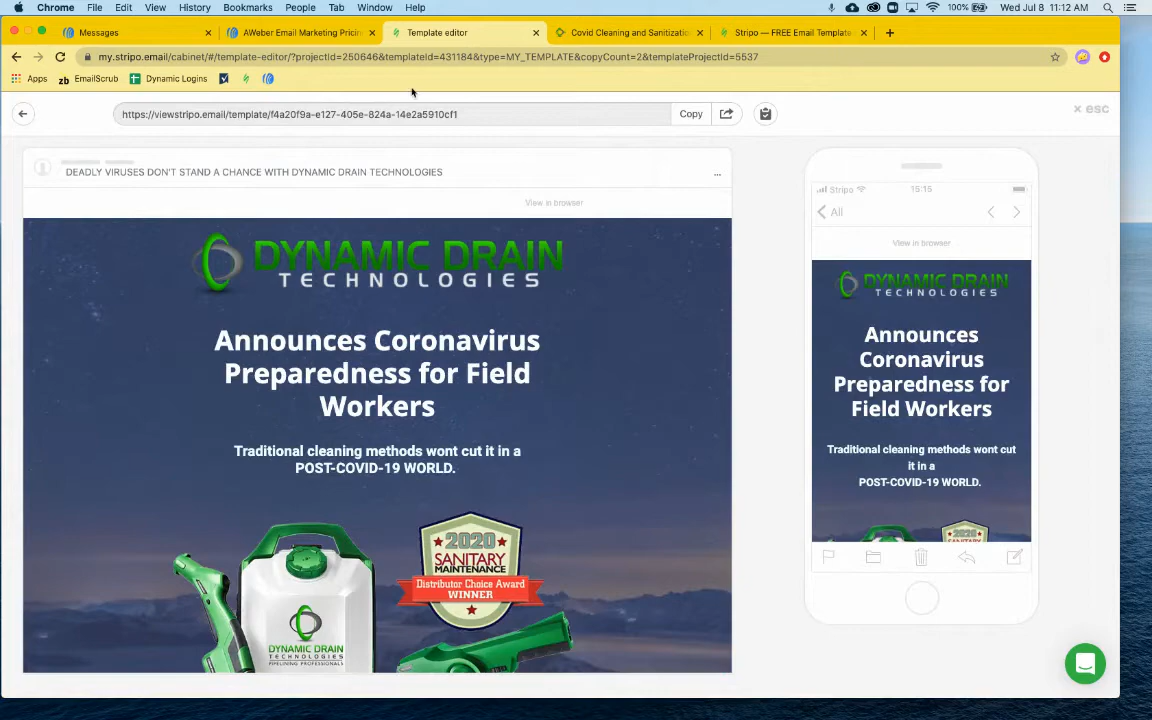 Chrome File Edit View History Bookmarks People Tab Window Help 100% Wed Jul 8 11:12 AM
Messages AWeber Email Marketing Pricing Template editor Covid Cleaning and Sanitizatio Stripo — FREE Email Template
my.stripo.email/cabinet/#/template-editor/?projectId=250646&templateId=431184&type=MY_TEMPLATE&copyCount=2&templateProjectId=5537
Apps zb EmailScrub Dynamic Logins
https://viewstripo.email/template/f4a20f9a-e127-405e-824a-14e2a5910cf1 Copy × esc
DEADLY VIRUSES DON'T STAND A CHANCE WITH DYNAMIC DRAIN TECHNOLOGIES ...
View in browser
DYNAMIC DRAIN
TECHNOLOGIES
Announces Coronavirus
Preparedness for Field
Workers
Traditional cleaning methods wont cut it in a
POST-COVID-19 WORLD.
2020
SANITARY
MAINTENANCE
Distributor Choice Award
WINNER
DYNAMIC DRAIN
TECHNOLOGIES
PIPELINING PROFESSIONALS
Stripo 15:15
All
View in browser
DYNAMIC DRAIN
TECHNOLOGIES
Announces
Coronavirus
Preparedness for
Field Workers
Traditional cleaning methods wont cut
it in a
POST-COVID-19 WORLD.